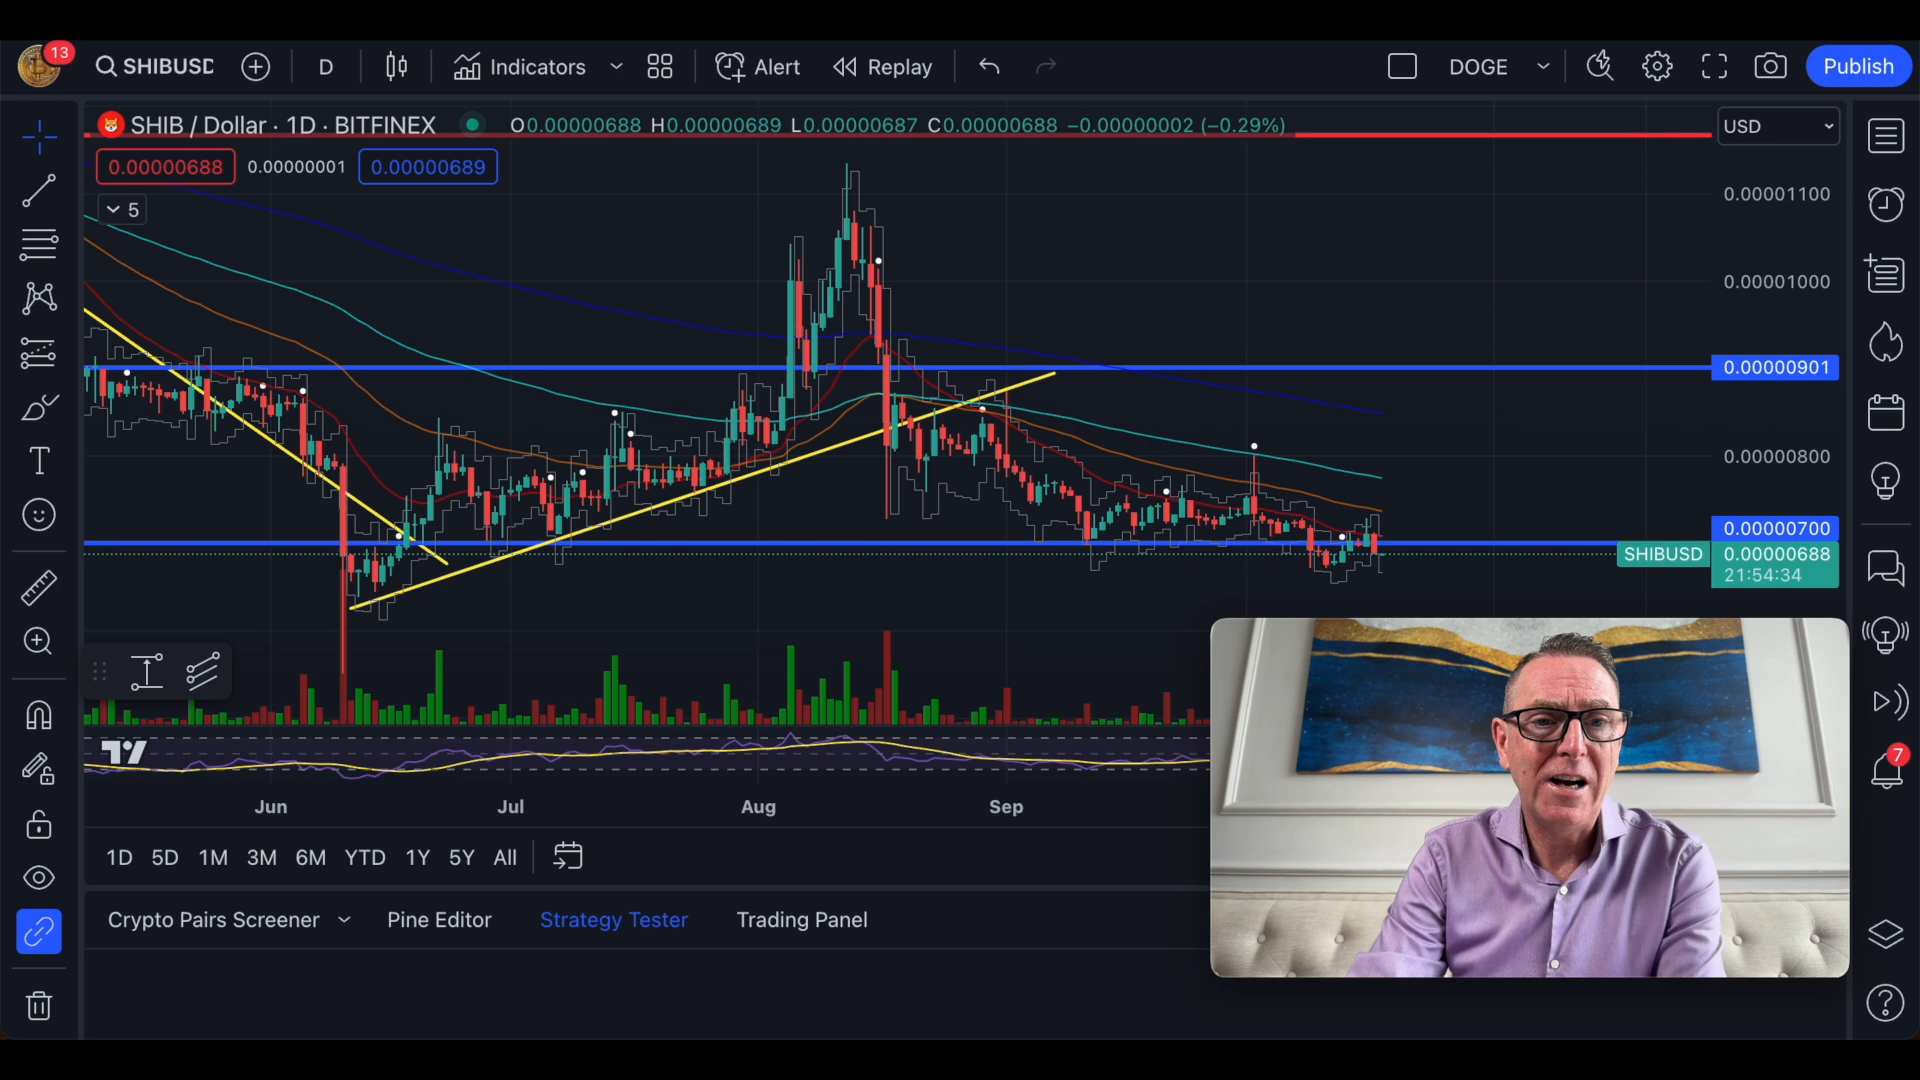 13
SHIBUSD
D
Indicators
Alert
Replay
DOGE
Publish
SHIB / Dollar · 1D · BITFINEX
O0.00000688 H0.00000689 L0.00000687 C0.00000688 −0.00000002 (−0.29%)
USD
0.00000688
0.00000001
0.00000689
5
0.00001100
0.00001000
0.00000901
0.00000800
0.00000700
SHIBUSD
0.00000688
21:54:34
7
Jun
Jul
Aug
Sep
1D 5D 1M 3M 6M YTD 1Y 5Y All
Crypto Pairs Screener
Pine Editor
Strategy Tester
Trading Panel